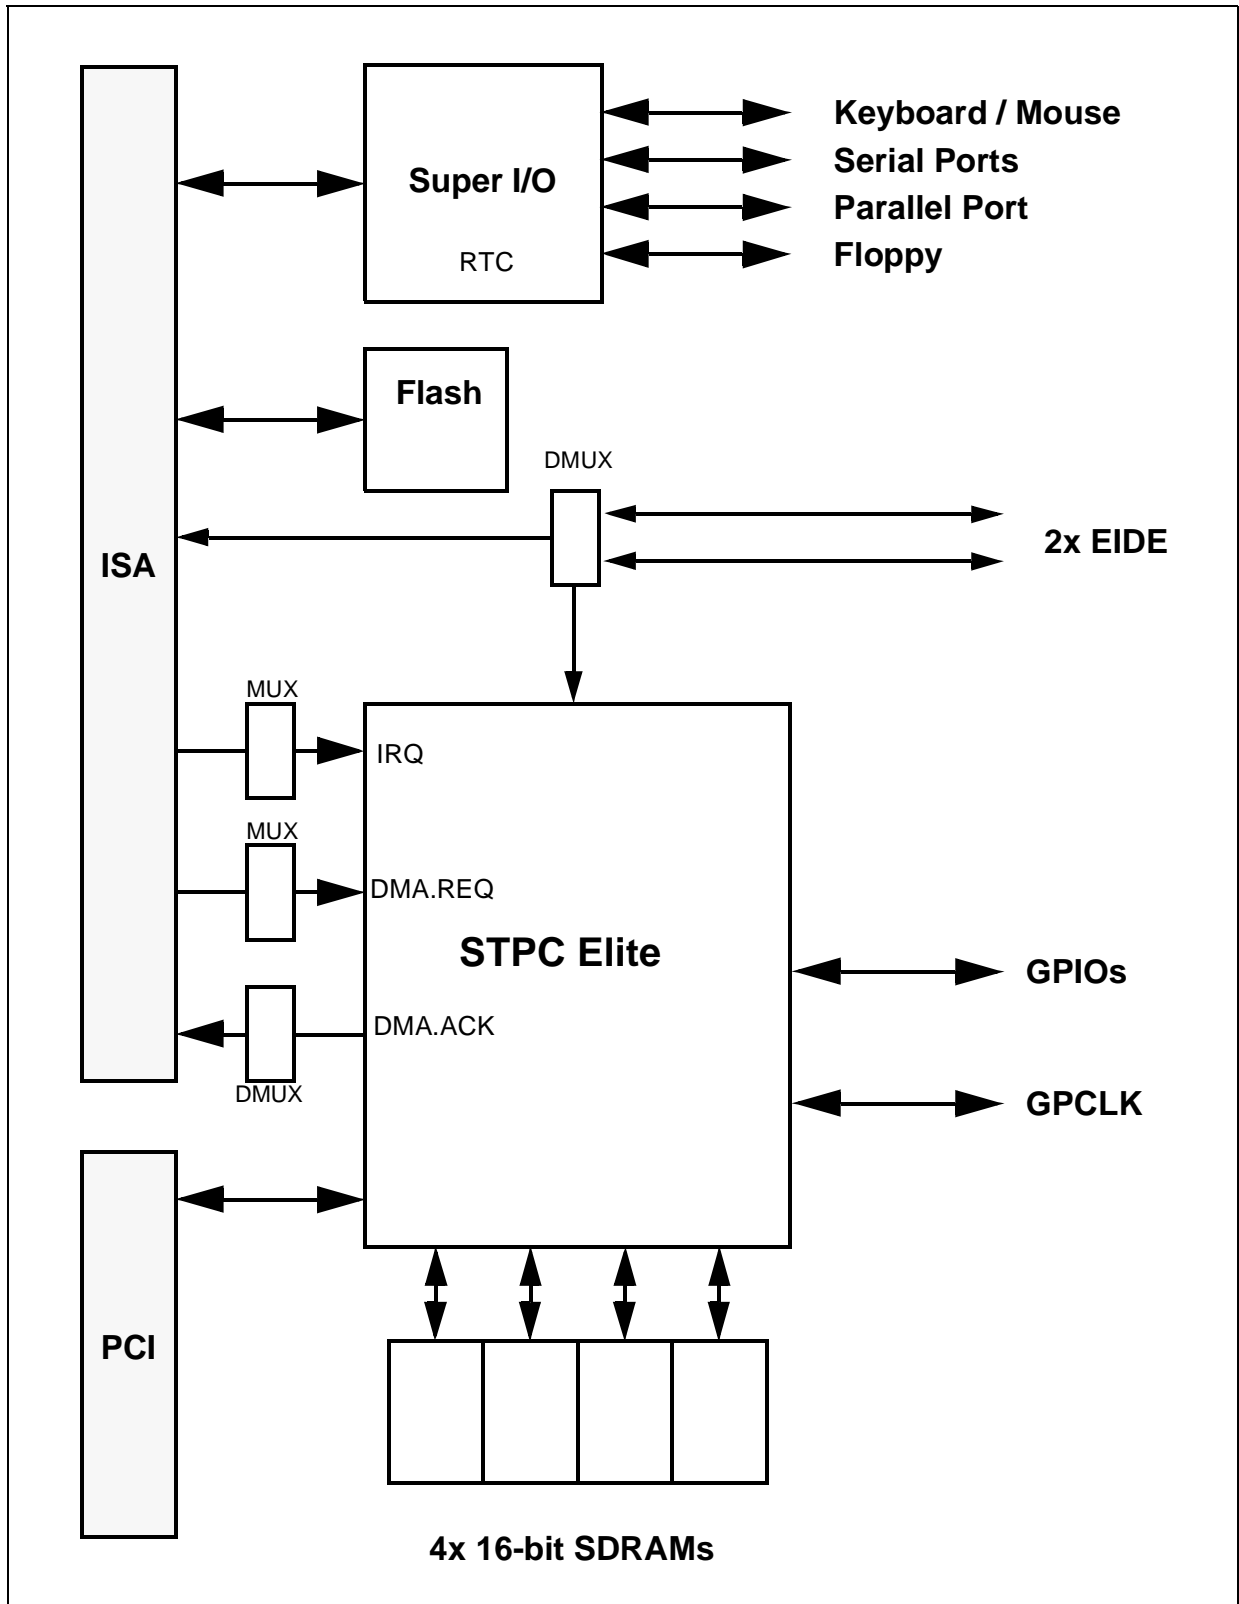 Keyboard / Mouse
Serial Ports
Super I/O
Parallel Port
RTC
Floppy
Flash
DMUX
2x EIDE
ISA
MUX
IRQ
MUX
DMA.REQ
STPC Elite
GPIOs
DMA.ACK
DMUX
GPCLK
PCI
4x 16-bit SDRAMs